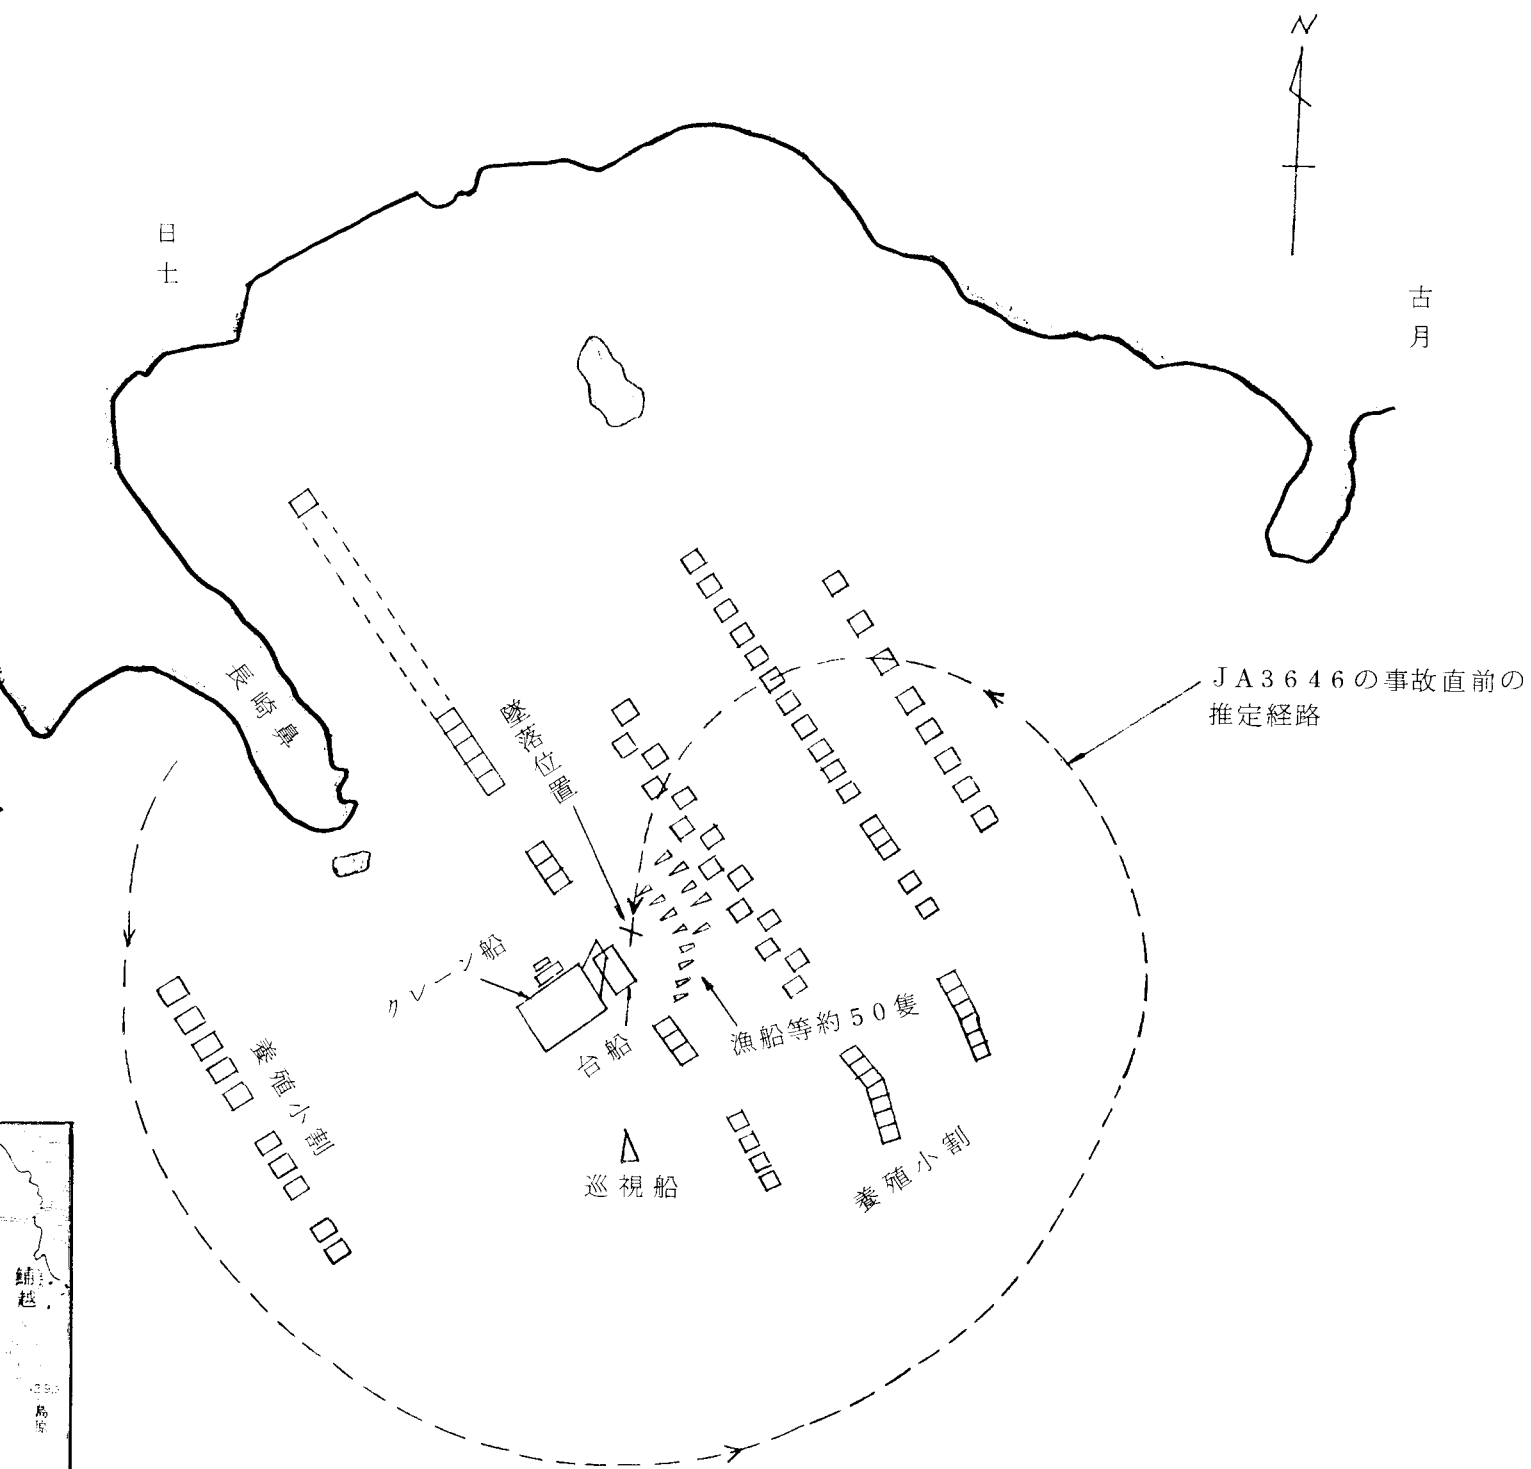 N
日
土
古
月
長崎鼻
墜落位置
JA3646の事故直前の
推定経路
クレーン船
台船
漁船等約50隻
養殖小割
巡視船
養殖小割
越